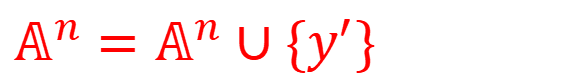 𝔸ⁿ = 𝔸ⁿ ∪ {y′}